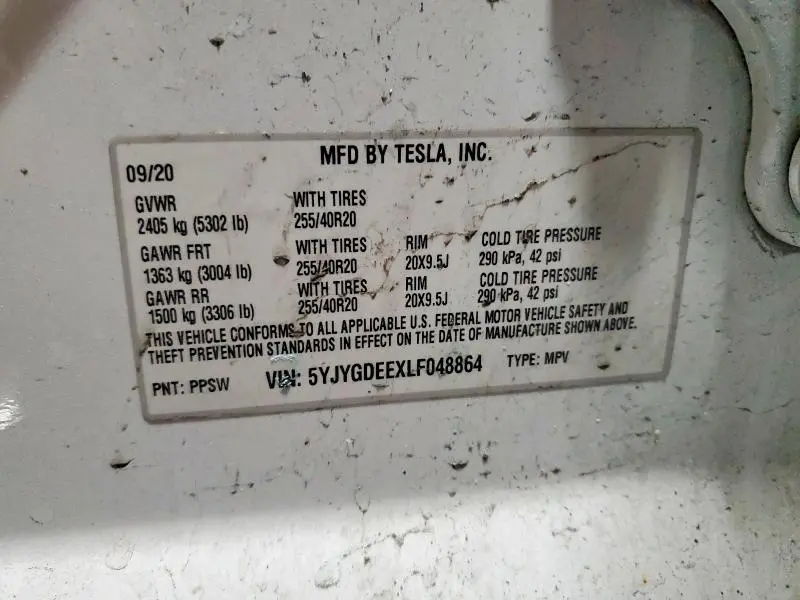 MFD BY TESLA, INC.
09/20
GVWR WITH TIRES
2405 kg (5302 lb) 255/40R20
GAWR FRT WITH TIRES RIM COLD TIRE PRESSURE
1363 kg (3004 lb) 255/40R20 20X9.5J 290 kPa, 42 psi
GAWR RR WITH TIRES RIM COLD TIRE PRESSURE
1500 kg (3306 lb) 255/40R20 20X9.5J 290 kPa, 42 psi
THIS VEHICLE CONFORMS TO ALL APPLICABLE U.S. FEDERAL MOTOR VEHICLE SAFETY AND
THEFT PREVENTION STANDARDS IN EFFECT ON THE DATE OF MANUFACTURE SHOWN ABOVE.
PNT: PPSW VIN: 5YJYGDEEXLF048864 TYPE: MPV